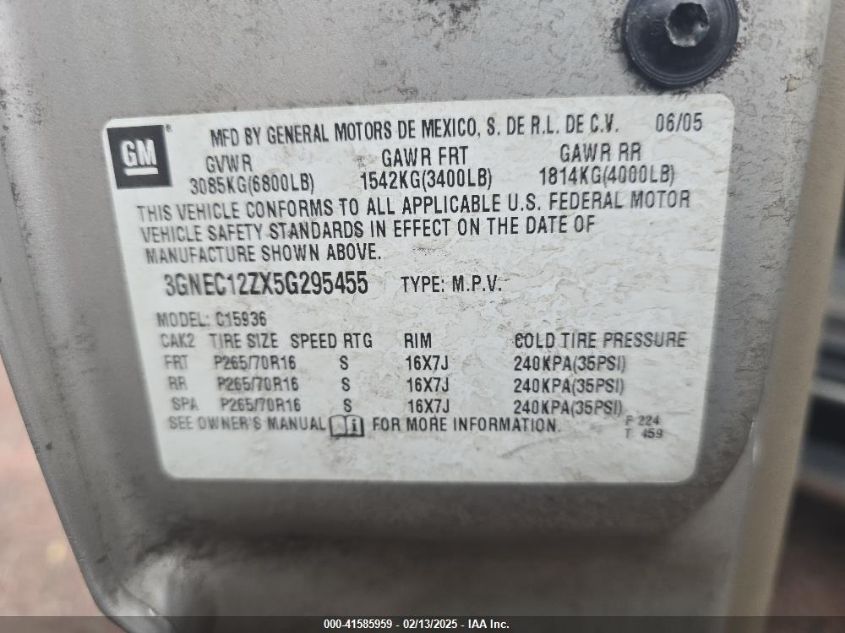 GM
MFD BY GENERAL MOTORS DE MEXICO, S. DE R.L. DE C.V. 06/05
GVWR GAWR FRT GAWR RR
3085KG(6800LB) 1542KG(3400LB) 1814KG(4000LB)
THIS VEHICLE CONFORMS TO ALL APPLICABLE U.S. FEDERAL MOTOR
VEHICLE SAFETY STANDARDS IN EFFECT ON THE DATE OF
MANUFACTURE SHOWN ABOVE.
3GNEC12ZX5G295455 TYPE: M.P.V.
MODEL: C15936
CAK2 TIRE SIZE SPEED RTG RIM COLD TIRE PRESSURE
FRT P265/70R16 S 16X7J 240KPA(35PSI)
RR P265/70R16 S 16X7J 240KPA(35PSI)
SPA P265/70R16 S 16X7J 240KPA(35PSI)
SEE OWNER'S MANUAL FOR MORE INFORMATION. P 224
T 459
000-41585959 - 02/13/2025 - IAA Inc.